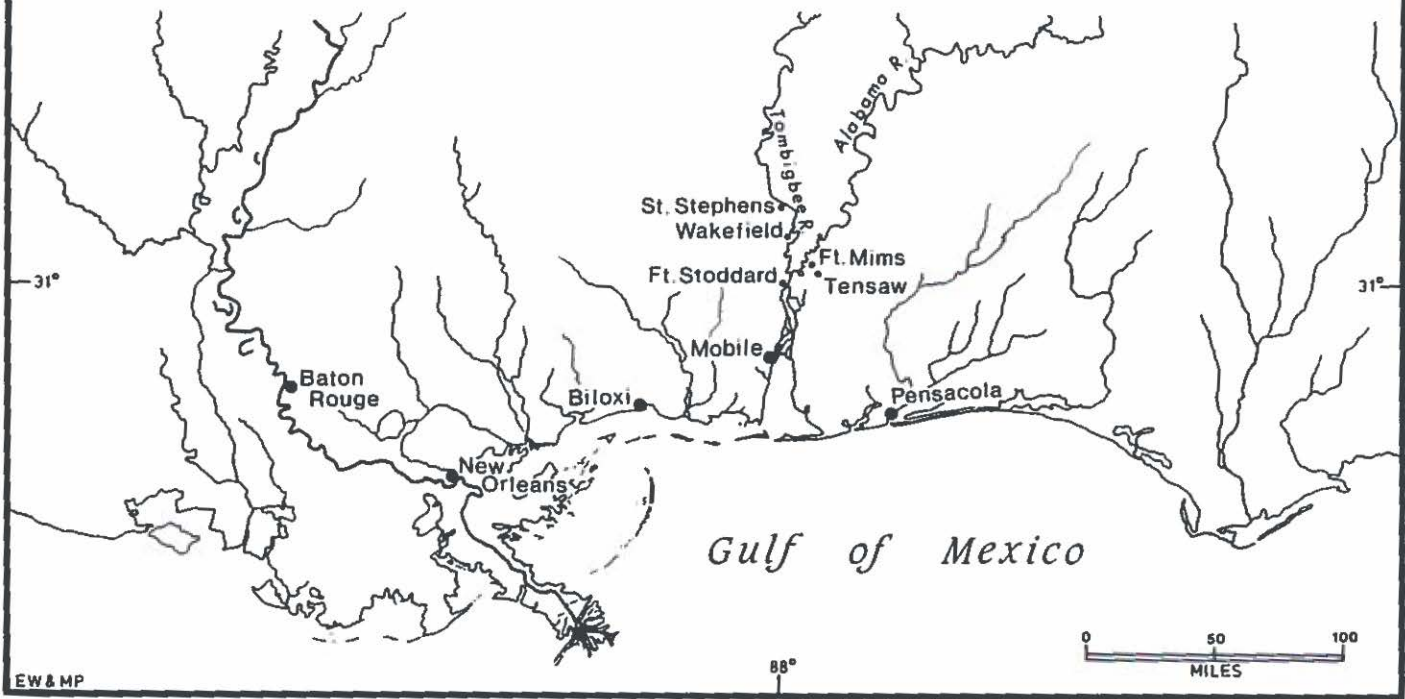 Tombigbee R.
Alabama R.
St. Stephens
Wakefield
31°
Ft. Stoddard
Ft. Mims
Tensaw
31°
Mobile
Baton
Rouge
Biloxi
Pensacola
New
Orleans
Gulf of Mexico
0 50 100
MILES
88°
EW & MP